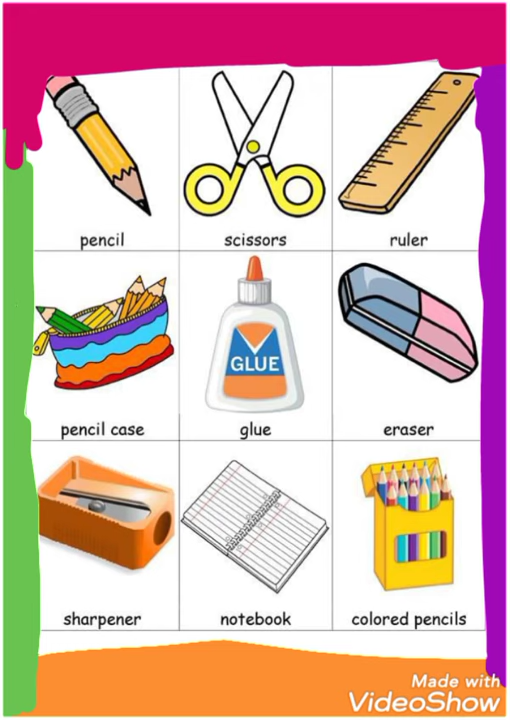 pencil
scissors
ruler
pencil case
GLUE
glue
eraser
sharpener
notebook
colored pencils
Made with
VideoShow